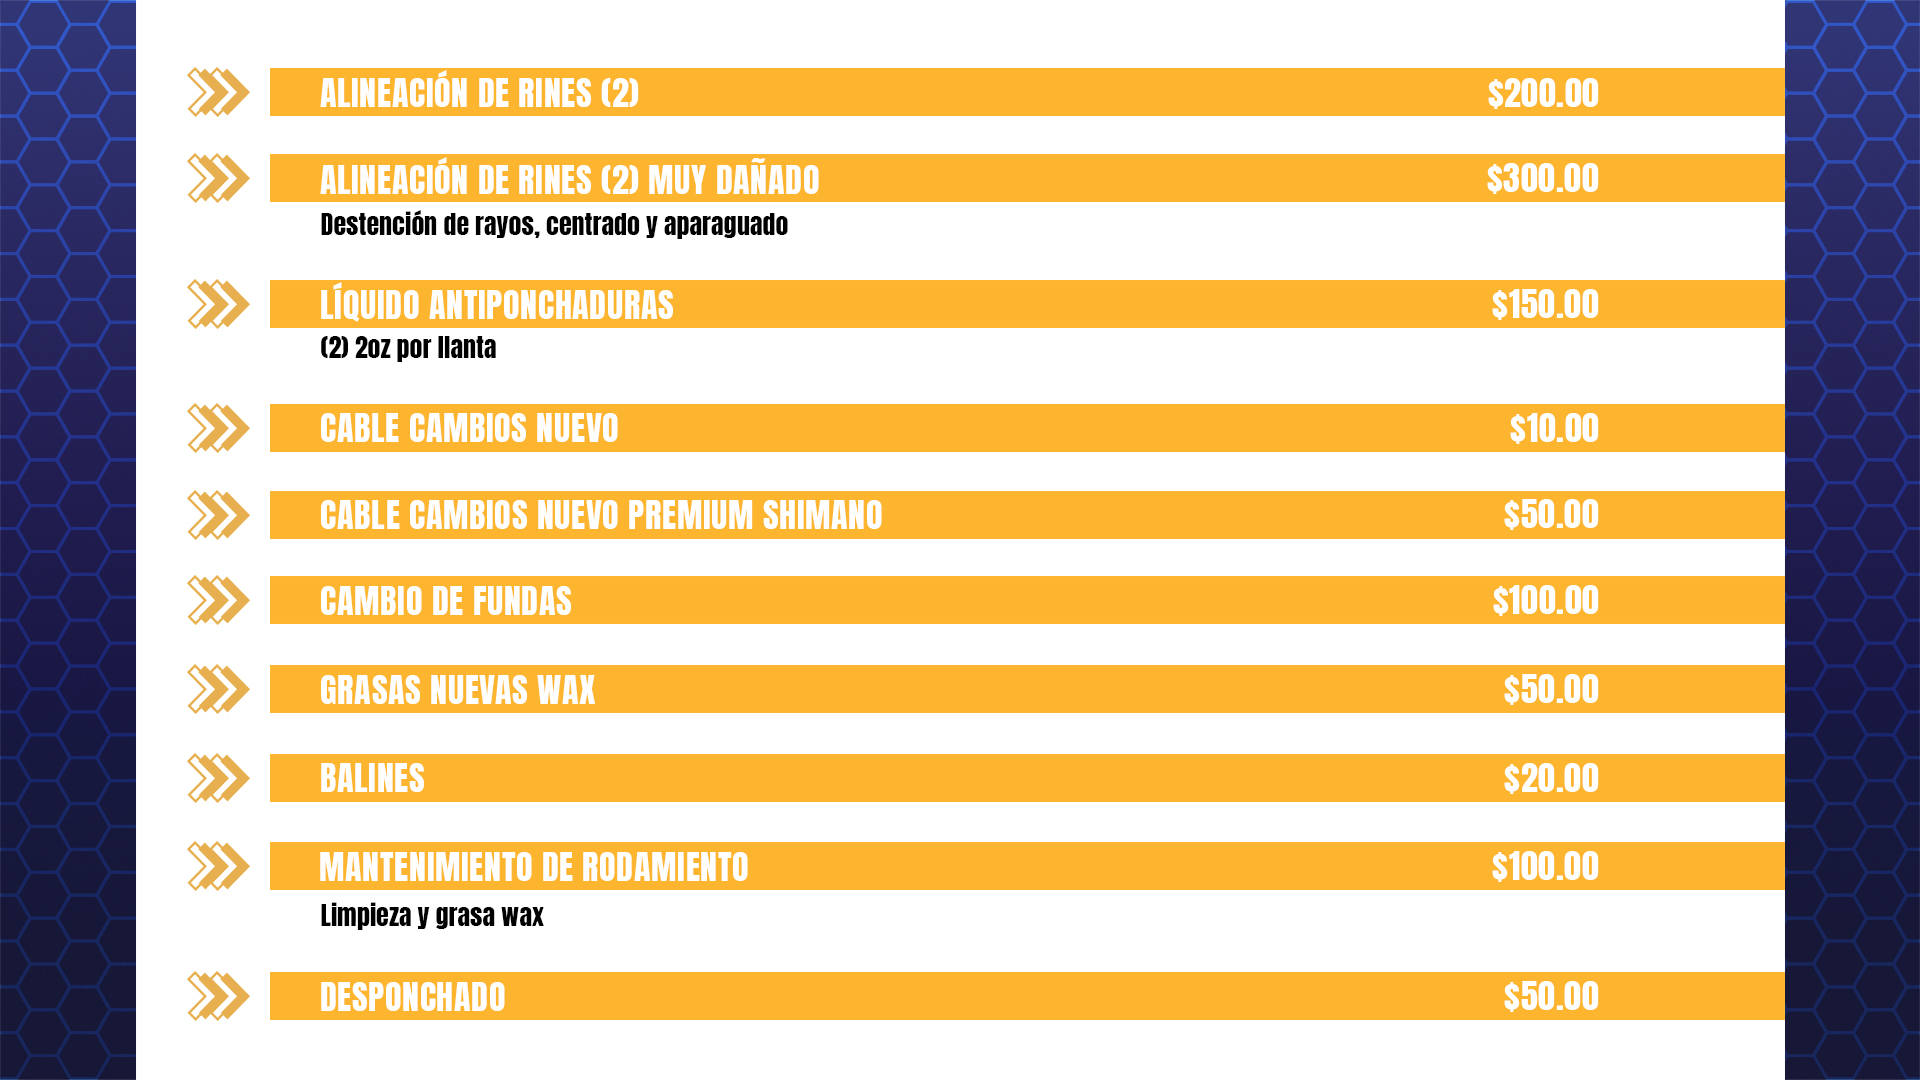 ALINEACIÓN DE RINES (2) $200.00
ALINEACIÓN DE RINES (2) MUY DAÑADO $300.00
Destención de rayos, centrado y aparaguado
LÍQUIDO ANTIPONCHADURAS $150.00
(2) 2oz por llanta
CABLE CAMBIOS NUEVO $10.00
CABLE CAMBIOS NUEVO PREMIUM SHIMANO $50.00
CAMBIO DE FUNDAS $100.00
GRASAS NUEVAS WAX $50.00
BALINES $20.00
MANTENIMIENTO DE RODAMIENTO $100.00
Limpieza y grasa wax
DESPONCHADO $50.00